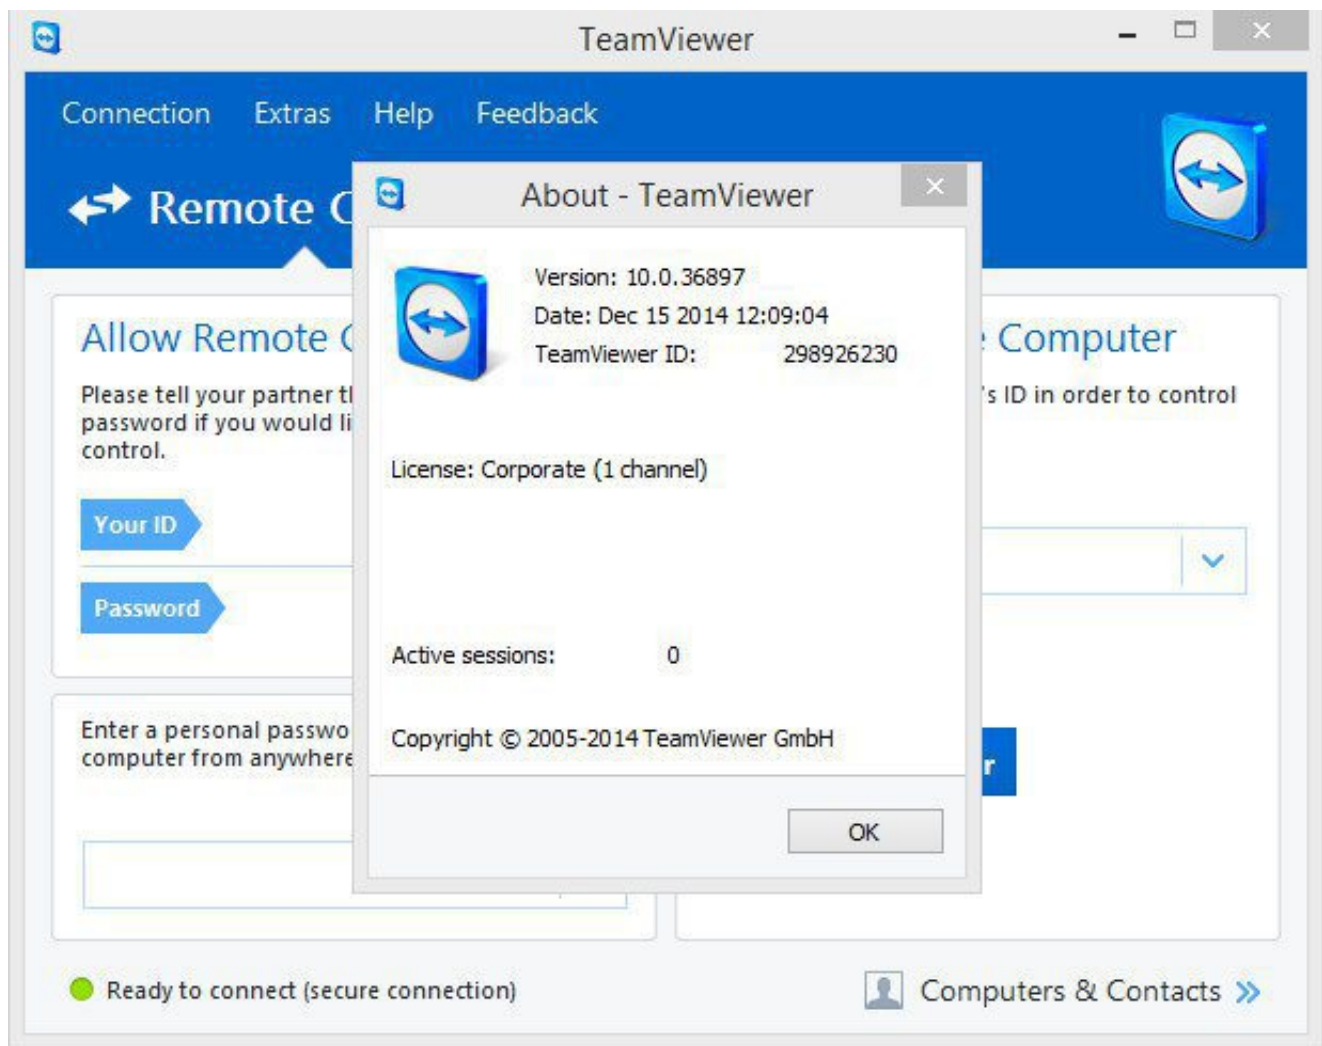 TeamViewer
Connection Extras Help Feedback
Remote
About - TeamViewer
Version: 10.0.36897
Date: Dec 15 2014 12:09:04
TeamViewer ID: 298926230
License: Corporate (1 channel)
Active sessions: 0
Copyright © 2005-2014 TeamViewer GmbH
OK
Allow Remote
Please tell your partner
password if you would
control.
Your ID
Password
Enter a personal
computer from anywhere
Computer
's ID in order to control
Ready to connect (secure connection)
Computers & Contacts